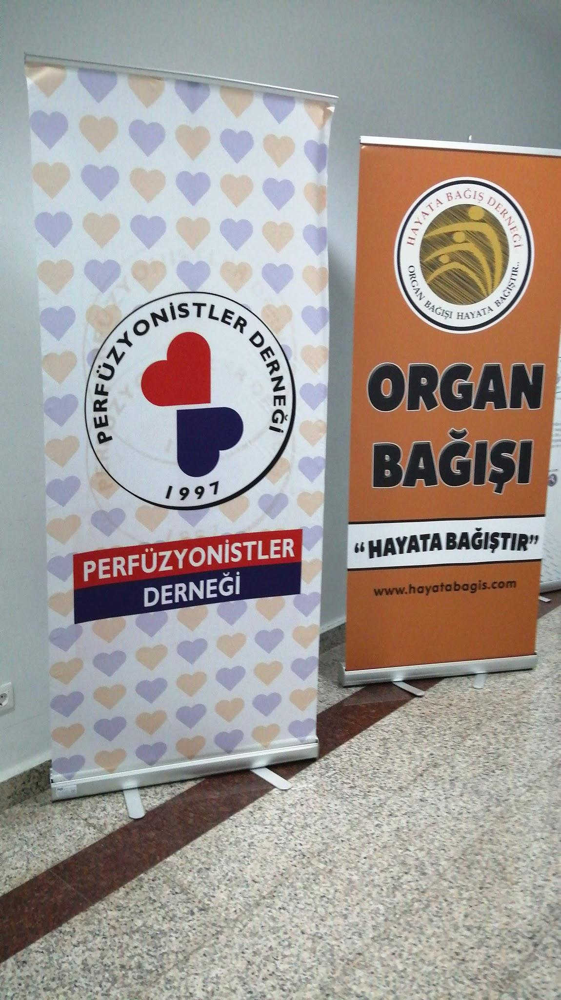 PERFÜZYONİSTLER DERNEĞİ
1997
PERFÜZYONİSTLER
DERNEĞİ
HAYATA BAĞIŞ DERNEĞİ
ORGAN BAĞIŞI HAYATA BAĞIŞTIR..
ORGAN
BAĞIŞI
“HAYATA BAĞIŞTIR”
www.hayatabagis.com